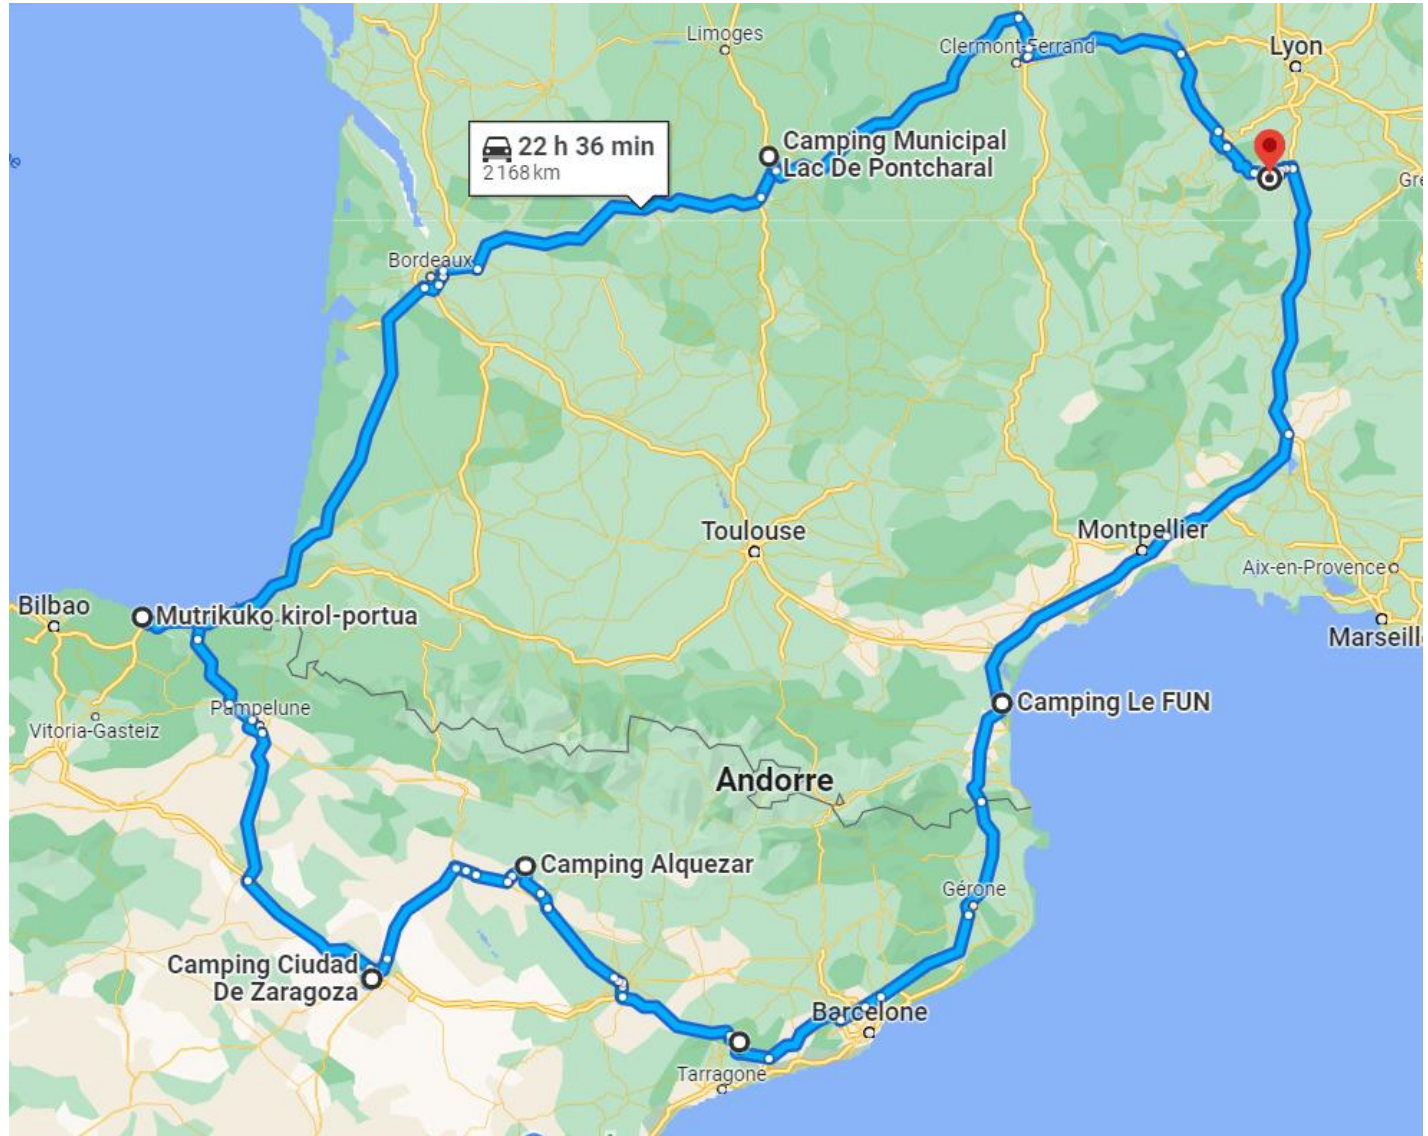 Limoges
Clermont-Ferrand
Lyon
Camping Municipal
Lac De Pontcharal
22 h 36 min
2 168 km
Gre
Bordeaux
Toulouse
Montpellier
Aix-en-Provence
Marseill
Bilbao
Mutrikuko kirol-portua
Pampelune
Vitoria-Gasteiz
Camping Le FUN
Andorre
Camping Alquezar
Gérone
Camping Ciudad
De Zaragoza
Barcelone
Tarragone